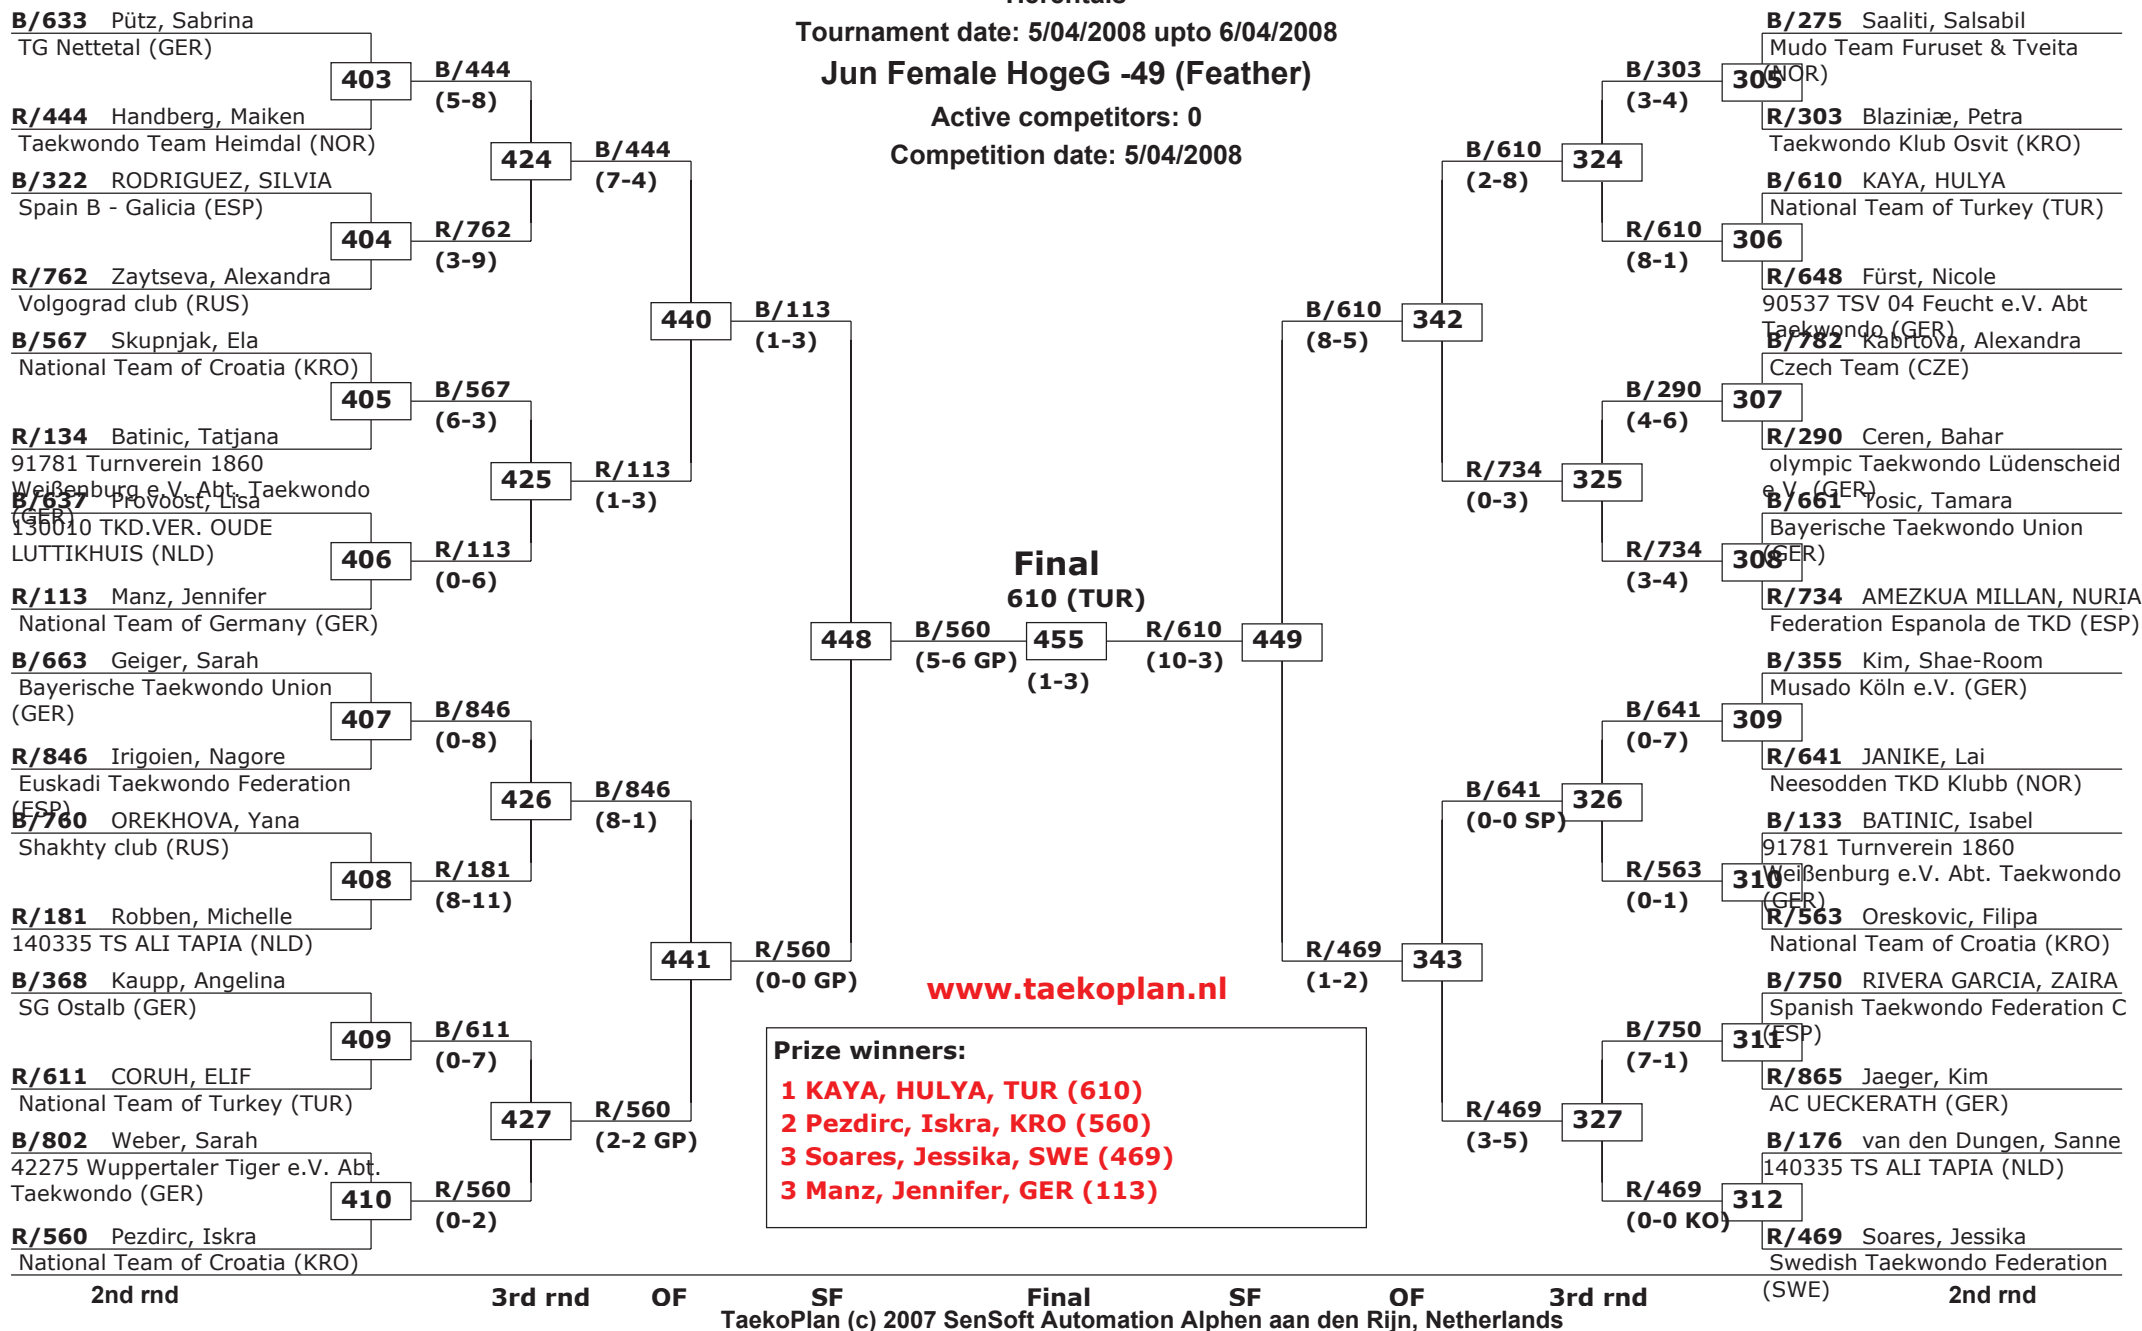 Herentals
Tournament date: 5/04/2008 upto 6/04/2008
Jun Female HogeG -49 (Feather)
Active competitors: 0
Competition date: 5/04/2008
B/633 Pütz, Sabrina
TG Nettetal (GER)
403
R/444 Handberg, Maiken
Taekwondo Team Heimdal (NOR)
B/322 RODRIGUEZ, SILVIA
Spain B - Galicia (ESP)
404
R/762 Zaytseva, Alexandra
Volgograd club (RUS)
B/567 Skupnjak, Ela
National Team of Croatia (KRO)
405
R/134 Batinic, Tatjana
91781 Turnverein 1860
Weißenburg e.V. Abt. Taekwondo
(GER)
B/637 Provoost, Lisa
130010 TKD.VER. OUDE
LUTTIKHUIS (NLD)
406
R/113 Manz, Jennifer
National Team of Germany (GER)
B/663 Geiger, Sarah
Bayerische Taekwondo Union
(GER)
407
R/846 Irigoien, Nagore
Euskadi Taekwondo Federation
(ESP)
B/760 OREKHOVA, Yana
Shakhty club (RUS)
408
R/181 Robben, Michelle
140335 TS ALI TAPIA (NLD)
B/368 Kaupp, Angelina
SG Ostalb (GER)
409
R/611 CORUH, ELIF
National Team of Turkey (TUR)
B/802 Weber, Sarah
42275 Wuppertaler Tiger e.V. Abt.
Taekwondo (GER)
410
R/560 Pezdirc, Iskra
National Team of Croatia (KRO)
B/444
(5-8)
424
R/762
(3-9)
B/567
(6-3)
425
R/113
(0-6)
B/846
(0-8)
426
R/181
(8-11)
B/611
(0-7)
427
R/560
(0-2)
B/444
(7-4)
440
R/113
(1-3)
B/846
(8-1)
441
R/560
(2-2 GP)
B/113
(1-3)
448
R/560
(0-0 GP)
Final
610 (TUR)
B/560
(5-6 GP)
455
(1-3)
R/610
(10-3)
449
B/610
(8-5)
R/469
(1-2)
342
343
B/610
(2-8)
R/734
(0-3)
B/641
(0-0 SP)
R/469
(3-5)
324
325
326
327
B/303
(3-4)
R/610
(8-1)
B/290
(4-6)
R/734
(3-4)
B/641
(0-7)
R/563
(0-1)
B/750
(7-1)
R/469
(0-0 KO)
B/275 Saaliti, Salsabil
Mudo Team Furuset & Tveita
(NOR)
305
R/303 Blaziniæ, Petra
Taekwondo Klub Osvit (KRO)
B/610 KAYA, HULYA
National Team of Turkey (TUR)
306
R/648 Fürst, Nicole
90537 TSV 04 Feucht e.V. Abt
Taekwondo (GER)
B/782 Kabrtova, Alexandra
Czech Team (CZE)
307
R/290 Ceren, Bahar
olympic Taekwondo Lüdenscheid
e.V. (GER)
B/661 Tosic, Tamara
Bayerische Taekwondo Union
(GER)
308
R/734 AMEZKUA MILLAN, NURIA
Federation Espanola de TKD (ESP)
B/355 Kim, Shae-Room
Musado Köln e.V. (GER)
309
R/641 JANIKE, Lai
Neesodden TKD Klubb (NOR)
B/133 BATINIC, Isabel
91781 Turnverein 1860
Weißenburg e.V. Abt. Taekwondo
(GER)
310
R/563 Oreskovic, Filipa
National Team of Croatia (KRO)
B/750 RIVERA GARCIA, ZAIRA
Spanish Taekwondo Federation C
(ESP)
311
R/865 Jaeger, Kim
AC UECKERATH (GER)
B/176 van den Dungen, Sanne
140335 TS ALI TAPIA (NLD)
312
R/469 Soares, Jessika
Swedish Taekwondo Federation
(SWE)
www.taekoplan.nl
Prize winners:
1 KAYA, HULYA, TUR (610)
2 Pezdirc, Iskra, KRO (560)
3 Soares, Jessika, SWE (469)
3 Manz, Jennifer, GER (113)
2nd rnd 3rd rnd OF SF Final SF OF 3rd rnd 2nd rnd
TaekoPlan (c) 2007 SenSoft Automation Alphen aan den Rijn, Netherlands